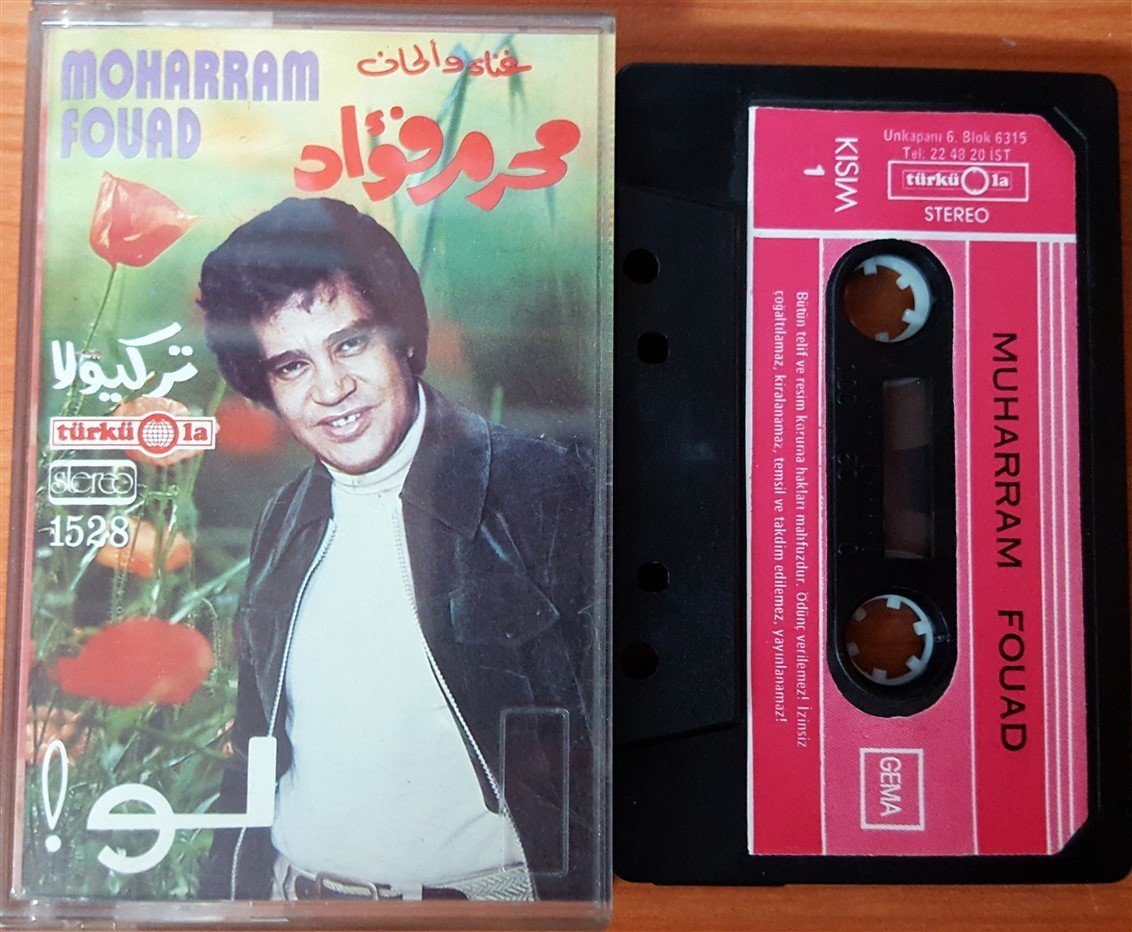 MOHARRAM
FOUAD
غناء وألحان
محرم فؤاد
تركيولا
türküola
stereo
1528
لو!
Unkapanı 6. Blok 6315
Tel. 22 48 20 İST
türküola
STEREO
KISIM
1
MUHARRAM FOUAD
Bütün telif ve resim koruma hakları mahfuzdur. Ödünç verilemez! İzinsiz
çoğaltılamaz, kiralanamaz, temsil ve takdim edilemez, yayınlanamaz!
GEMA